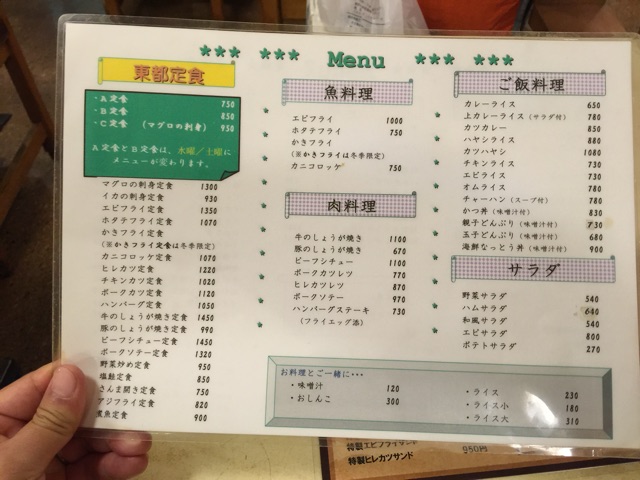 *** *** Menu *** ***
東都定食
・A定食 750
・B定食 850
・C定食 (マグロの刺身) 950
A定食とB定食は、水曜／土曜に
メニューが変わります。
マグロの刺身定食 1300
イカの刺身定食 930
エビフライ定食 1350
ホタテフライ定食 1070
かきフライ定食
(※かきフライ定食は冬季限定)
カニコロッケ定食 1070
ヒレカツ定食 1220
チキンカツ定食 1020
ポークカツ定食 1120
ハンバーグ定食 1050
牛のしょうが焼き定食 1450
豚のしょうが焼き定食 990
ビーフシチュー定食 1450
ポークソテー定食 1320
野菜炒め定食 950
塩鮭定食 850
さんま開き定食 750
アジフライ定食 820
煮魚定食 900
魚料理
エビフライ 1000
ホタテフライ 750
かきフライ
(※かきフライは冬季限定)
カニコロッケ 750
肉料理
牛のしょうが焼き 1100
豚のしょうが焼き 670
ビーフシチュー 1100
ポークカツレツ 770
ヒレカツレツ 870
ポークソテー 970
ハンバーグステーキ 730
(フライエッグ添)
ご飯料理
カレーライス 650
上カレーライス (サラダ付) 780
カツカレー 850
ハヤシライス 880
カツハヤシ 1080
チキンライス 730
エビライス 730
オムライス 780
チャーハン (スープ付) 780
かつ丼 (味噌汁付) 830
親子どんぶり (味噌汁付) 730
玉子どんぶり (味噌汁付) 680
海鮮なっとう丼 (味噌汁付) 900
サラダ
野菜サラダ 540
ハムサラダ 640
和風サラダ 540
エビサラダ 800
ポテトサラダ 270
お料理とご一緒に・・・
・味噌汁 120
・おしんこ 300
・ライス 230
・ライス小 180
・ライス大 310
特製エビフライサンド 950円
特製ヒレカツサンド